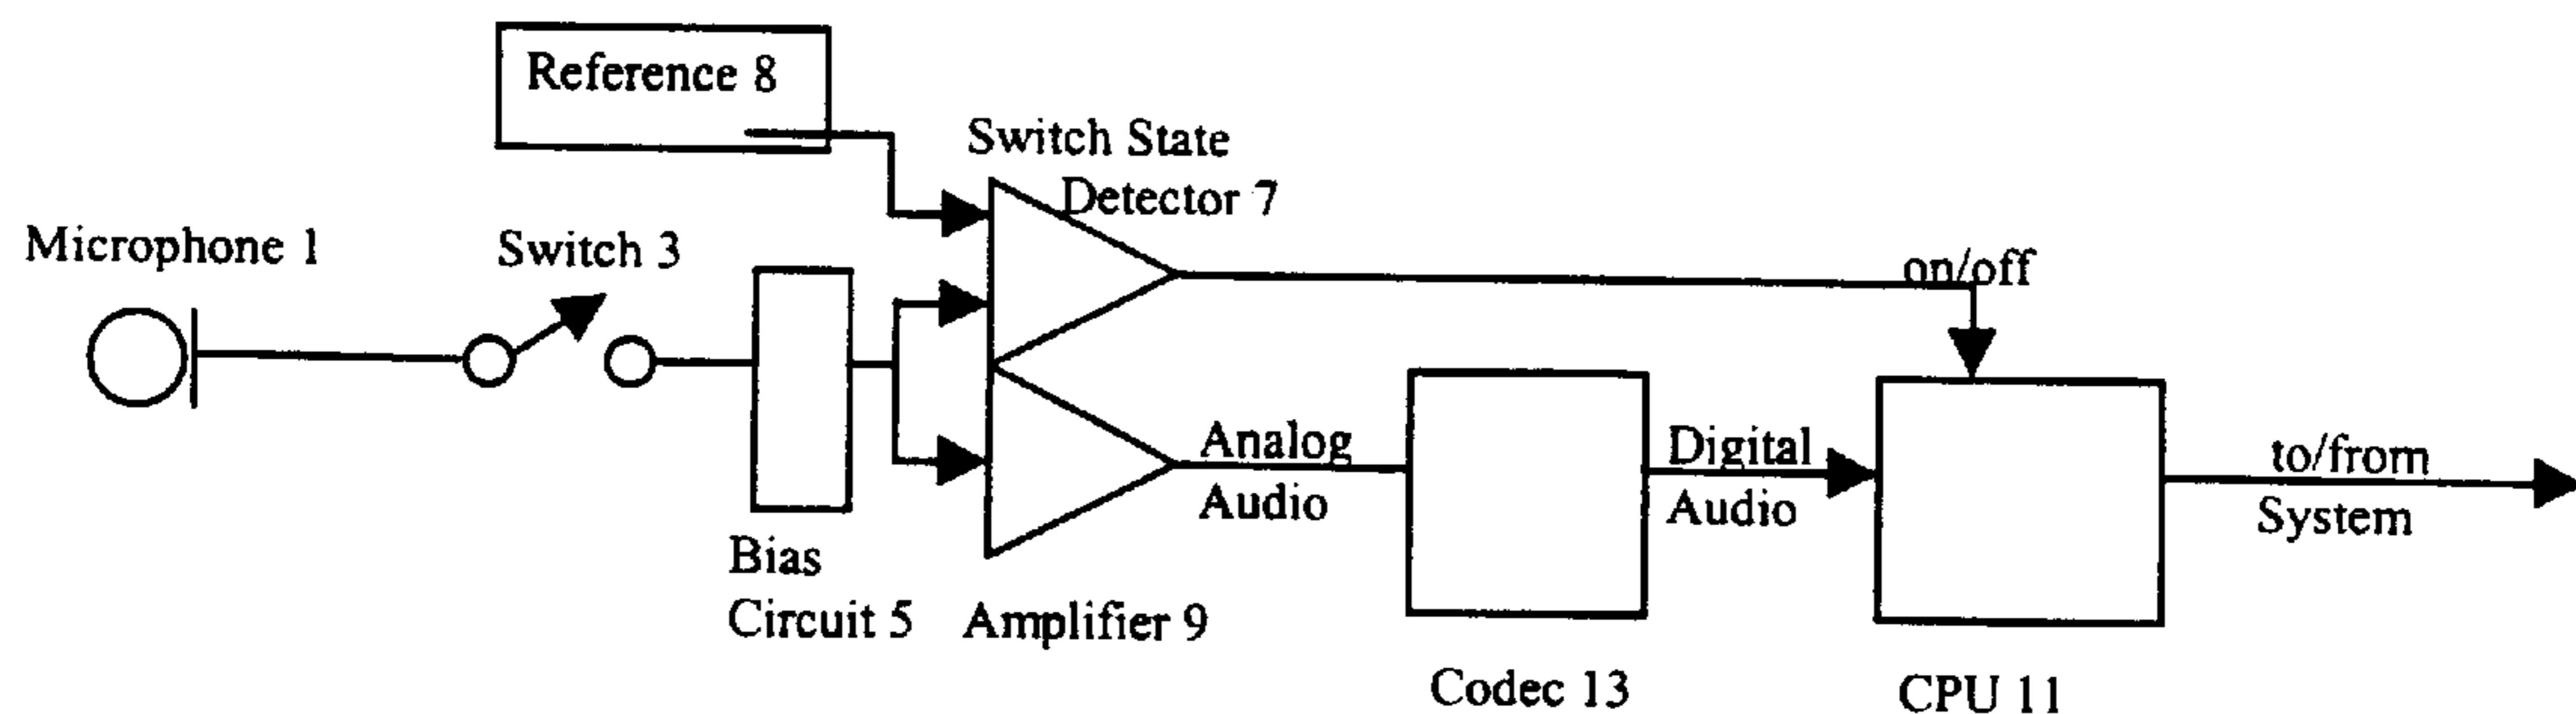 Reference 8
Switch State
Detector 7
Microphone 1
Switch 3
on/off
Analog
Audio
Digital
Audio
to/from
System
Bias
Circuit 5
Amplifier 9
Codec 13
CPU 11